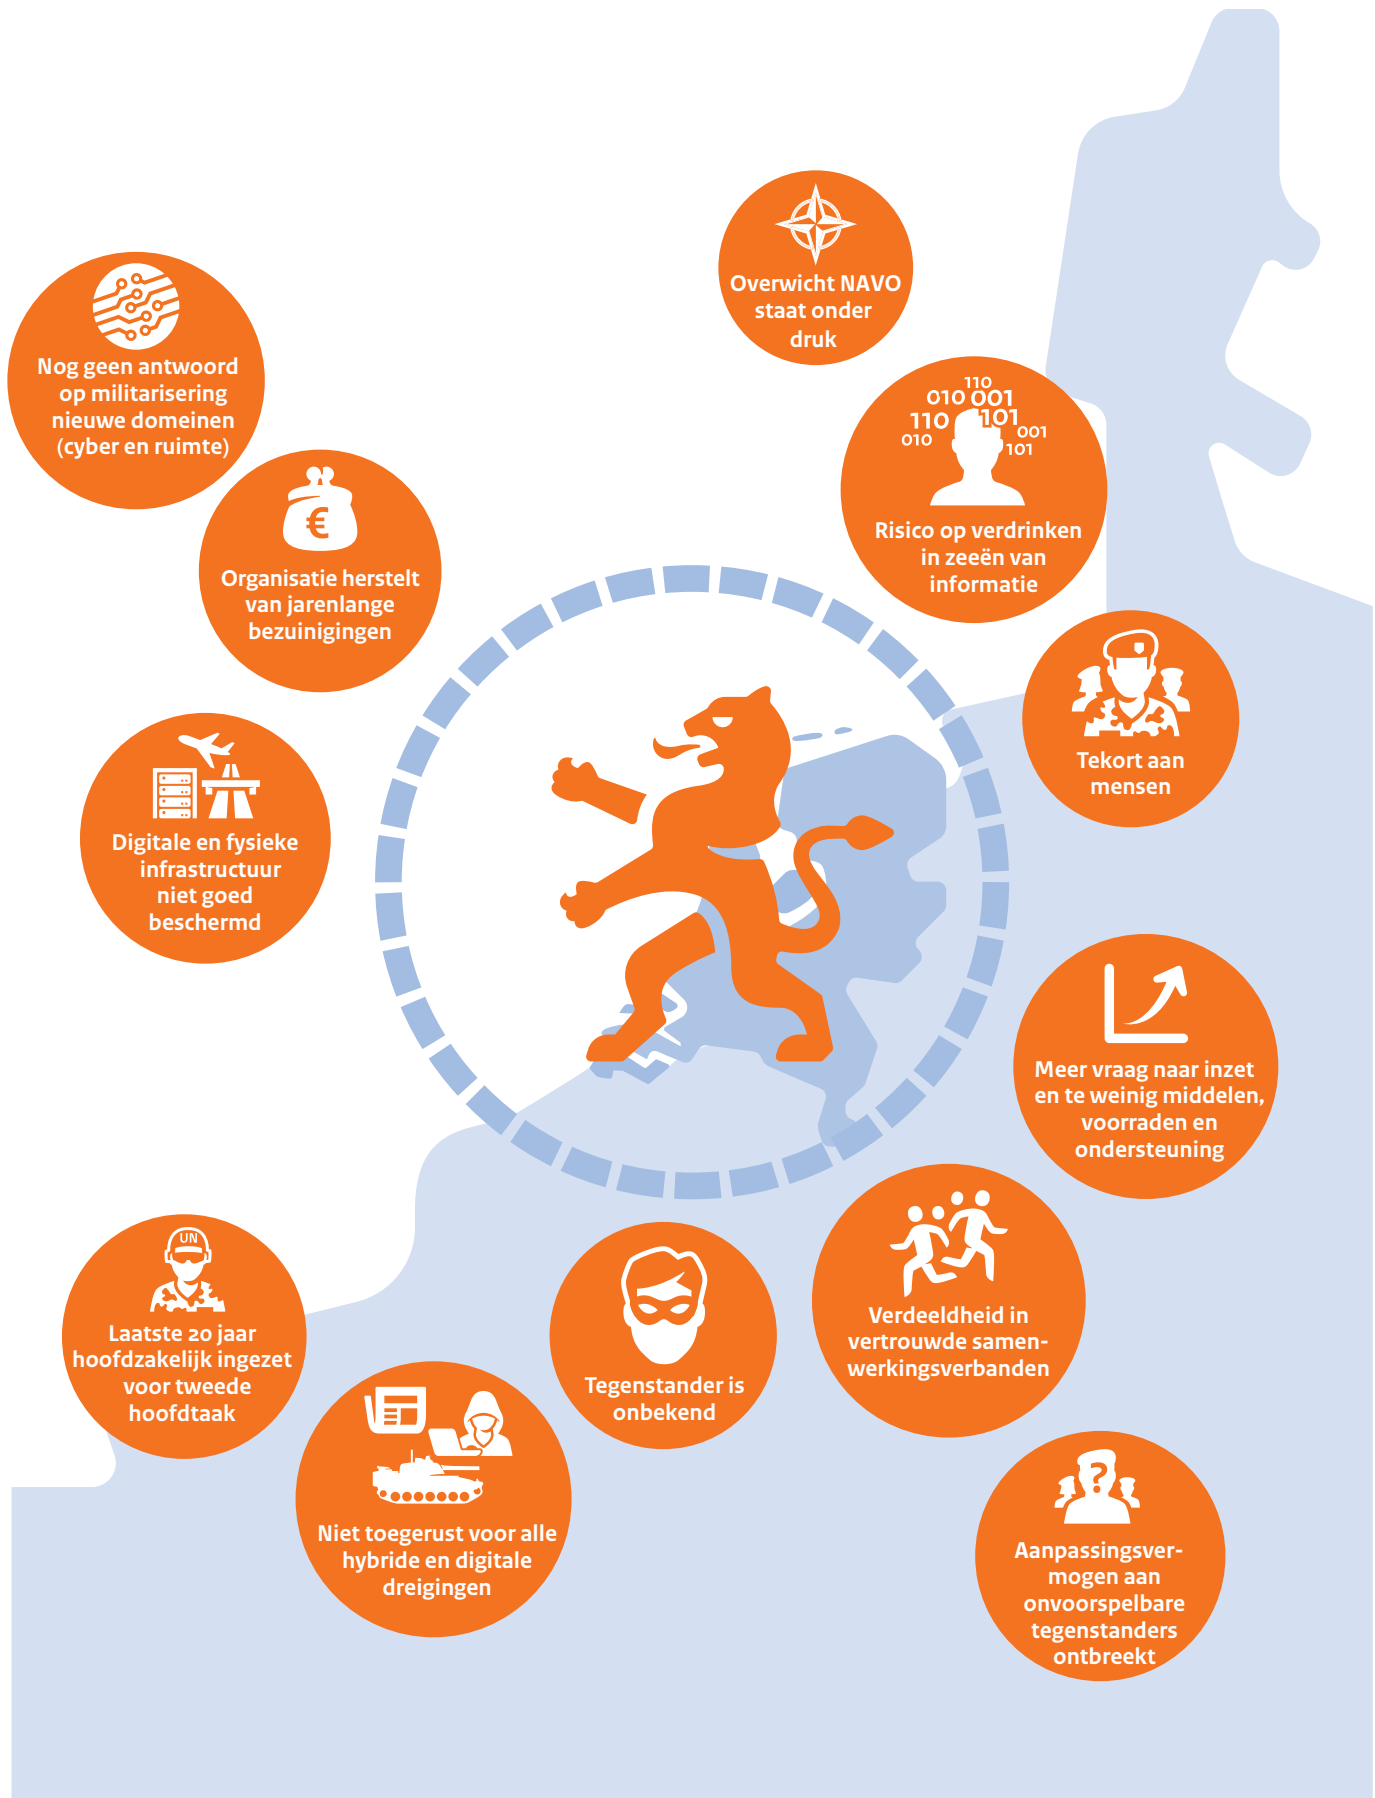 Overwicht NAVO
staat onder
druk
Nog geen antwoord
op militarisering
nieuwe domeinen
(cyber en ruimte)
110
010 001
110 101
010 001
101
Risico op verdrinken
in zeeën van
informatie
€
Organisatie herstelt
van jarenlange
bezuinigingen
Tekort aan
mensen
Digitale en fysieke
infrastructuur
niet goed
beschermd
Meer vraag naar inzet
en te weinig middelen,
voorraden en
ondersteuning
Verdeeldheid in
vertrouwde samen-
werkingsverbanden
UN
Laatste 20 jaar
hoofdzakelijk ingezet
voor tweede
hoofdtaak
Tegenstander is
onbekend
Niet toegerust voor alle
hybride en digitale
dreigingen
?
Aanpassingsver-
mogen aan
onvoorspelbare
tegenstanders
ontbreekt